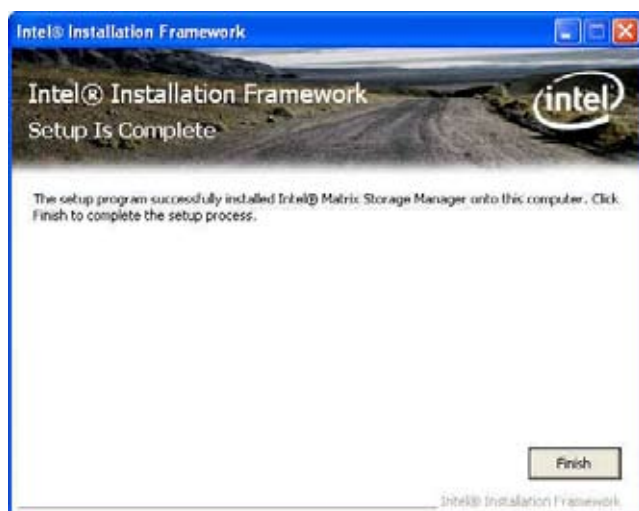 Intel® Installation Framework
Intel® Installation Framework
Setup Is Complete
intel
The setup program successfully installed Intel® Matrix Storage Manager onto this computer. Click
Finish to complete the setup process.
Finish
Intel® Installation Framework